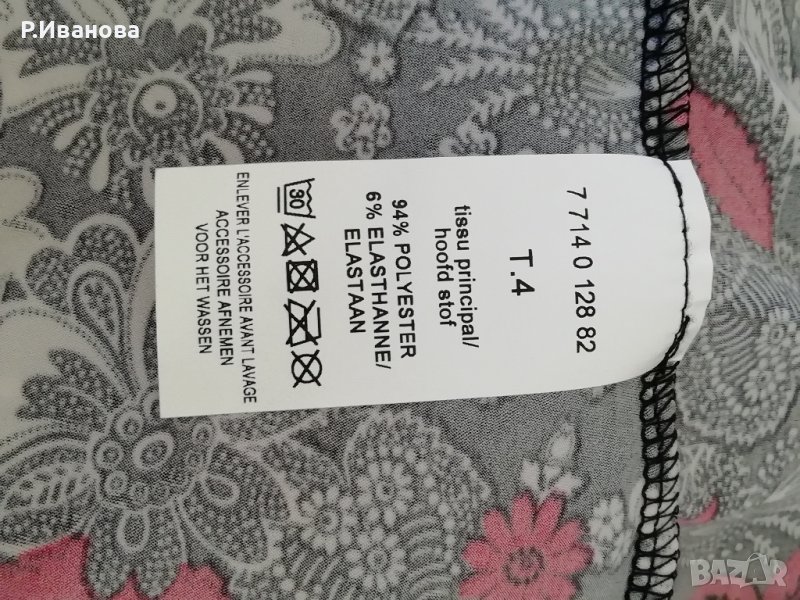 Р.Иванова
7 714 0 128 82
T.4
tissu principal/
hoofd stof
94% POLYESTER
6% ELASTHANNE/
ELASTAAN
30
ENLEVER L'ACCESSOIRE AVANT LAVAGE
ACCESSOIRE AFNEMEN
VOOR HET WASSEN
BAZAR